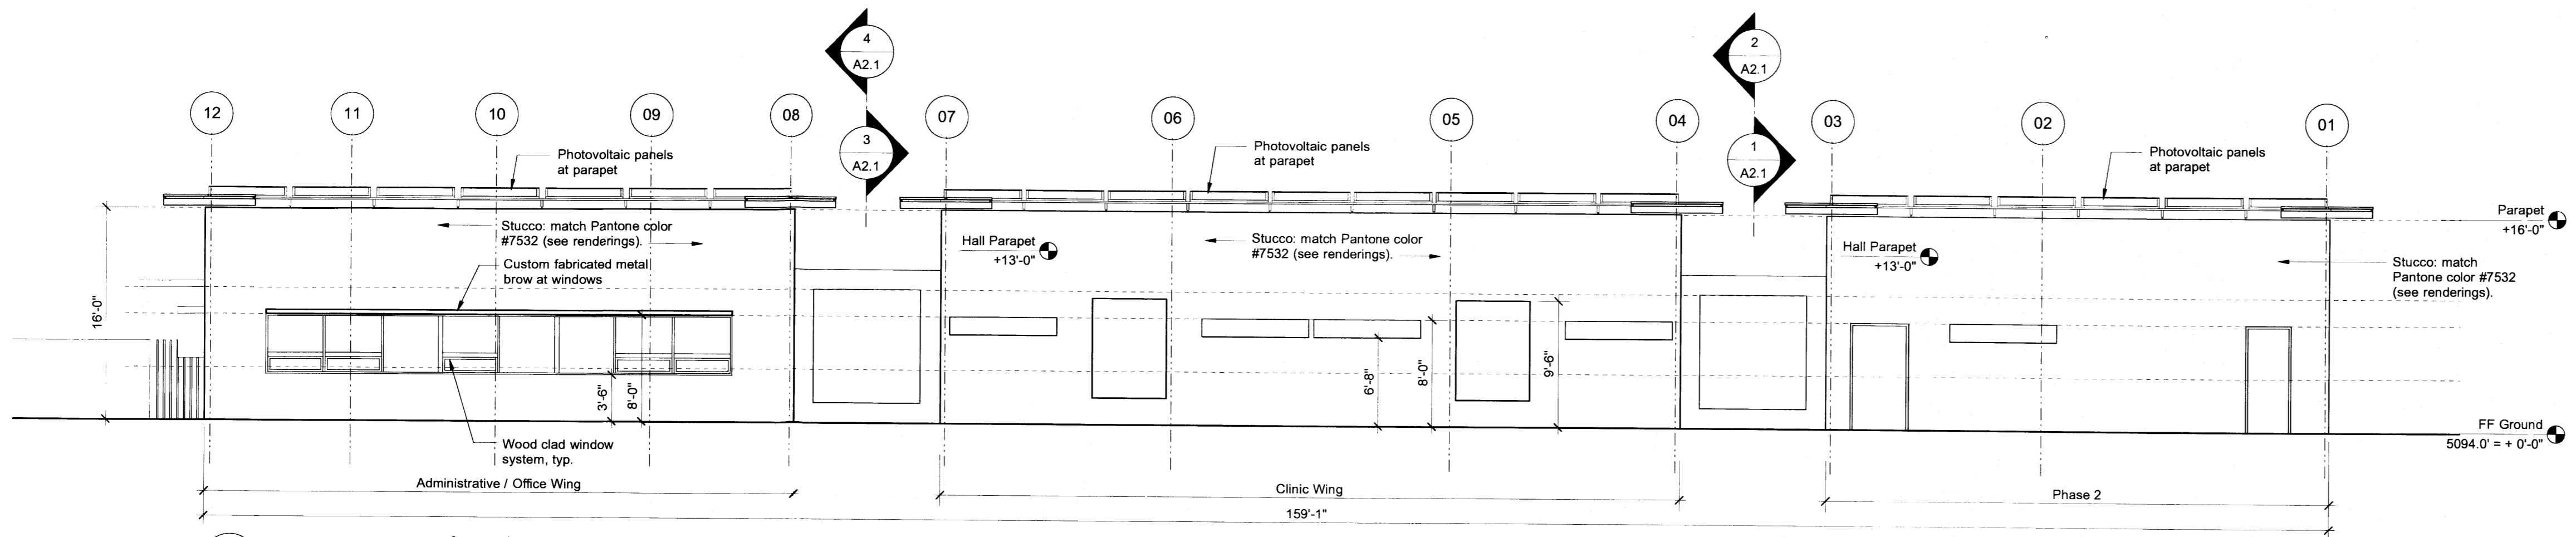 4
A2.1
2
A2.1
12
11
10
09
08
3
A2.1
07
06
05
04
1
A2.1
03
02
01
Photovoltaic panels
at parapet
Photovoltaic panels
at parapet
Photovoltaic panels
at parapet
Stucco: match Pantone color
#7532 (see renderings).
Custom fabricated metal
brow at windows
Hall Parapet
+13'-0"
Stucco: match Pantone color
#7532 (see renderings).
Hall Parapet
+13'-0"
Parapet
+16'-0"
Stucco: match
Pantone color #7532
(see renderings).
16'-0"
3'-6"
8'-0"
6'-8"
8'-0"
9'-6"
Wood clad window
system, typ.
FF Ground
5094.0' = + 0'-0"
Administrative / Office Wing
Clinic Wing
Phase 2
159'-1"